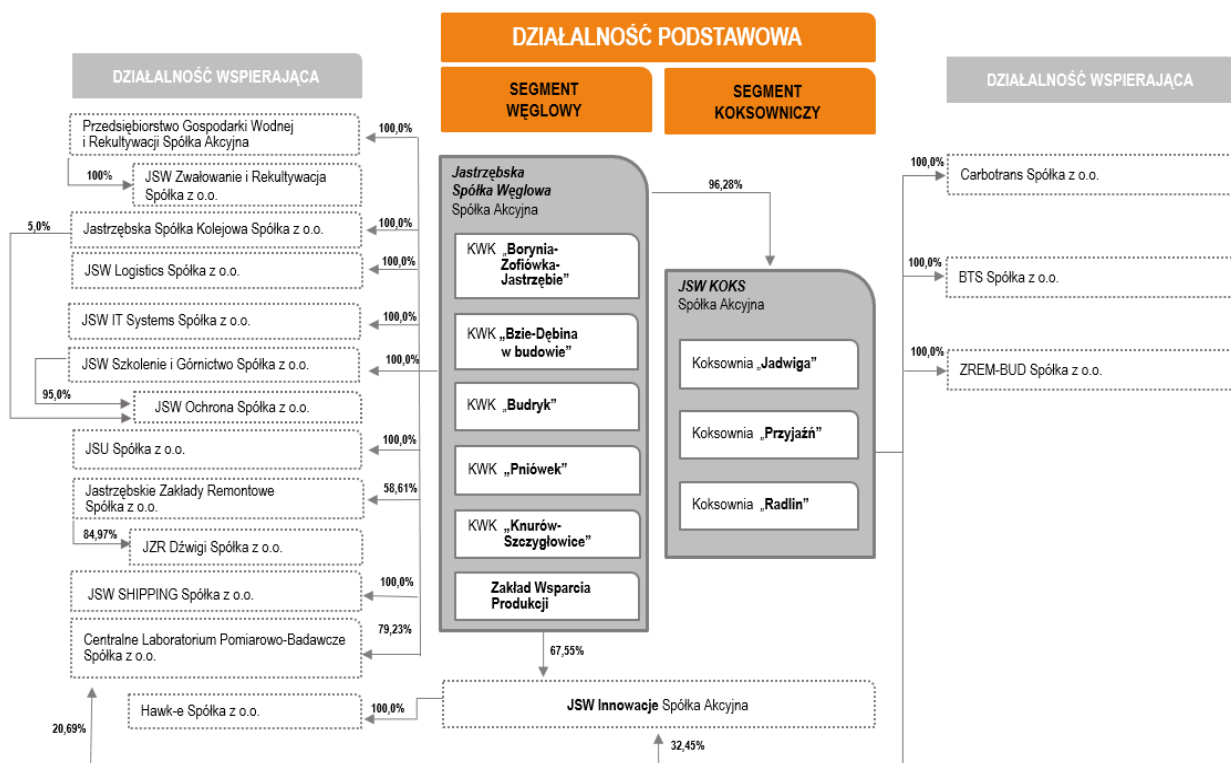 DZIAŁALNOŚĆ PODSTAWOWA
DZIAŁALNOŚĆ WSPIERAJĄCA
SEGMENT
WĘGLOWY
SEGMENT
KOKSOWNICZY
DZIAŁALNOŚĆ WSPIERAJĄCA
Przedsiębiorstwo Gospodarki Wodnej
i Rekultywacji Spółka Akcyjna
100,0%
100%
JSW Zwałowanie i Rekultywacja
Spółka z o.o.
5,0%
Jastrzębska Spółka Kolejowa Spółka z o.o.
100,0%
JSW Logistics Spółka z o.o.
100,0%
JSW IT Systems Spółka z o.o.
100,0%
JSW Szkolenie i Górnictwo Spółka z o.o.
100,0%
95,0%
JSW Ochrona Spółka z o.o.
JSU Spółka z o.o.
100,0%
Jastrzębskie Zakłady Remontowe
Spółka z o.o.
58,61%
84,97%
JZR Dźwigi Spółka z o.o.
JSW SHIPPING Spółka z o.o.
100,0%
Centralne Laboratorium Pomiarowo-Badawcze
Spółka z o.o.
79,23%
20,69%
Hawk-e Spółka z o.o.
100,0%
Jastrzębska
Spółka Węglowa
Spółka Akcyjna
KWK „Borynia-
Zofiówka-
Jastrzębie”
KWK „Bzie-Dębina
w budowie”
KWK „Budryk”
KWK „Pniówek”
KWK „Knurów-
Szczygłowice”
Zakład Wsparcia
Produkcji
67,55%
JSW Innowacje Spółka Akcyjna
32,45%
96,28%
JSW KOKS
Spółka Akcyjna
Koksownia „Jadwiga”
Koksownia „Przyjaźń”
Koksownia „Radlin”
100,0%
Carbotrans Spółka z o.o.
100,0%
BTS Spółka z o.o.
100,0%
ZREM-BUD Spółka z o.o.